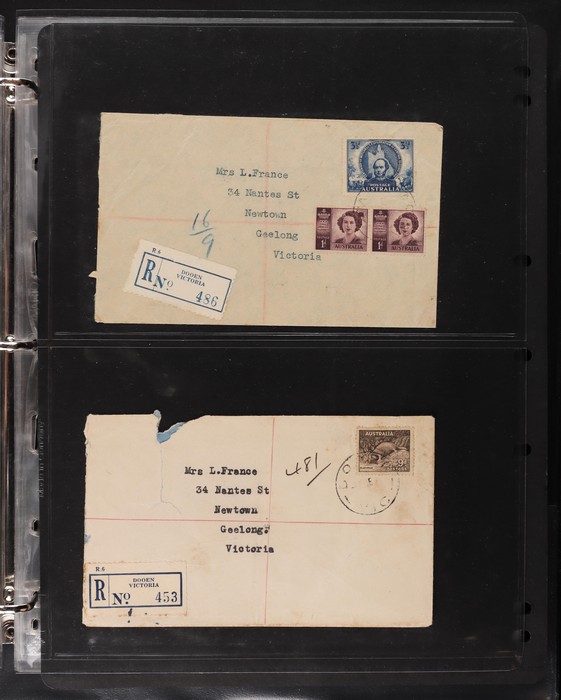 3½
POSTAGE
AUSTRALIA
Mrs L.France
34 Nantes St
Newtown
Geelong
Victoria
1D
AUSTRALIA
1D
AUSTRALIA
16
9
R6
R
DOOEN
VICTORIA
No 486
AUSTRALIA
Mrs L.France
34 Nantes St
Newtown
Geelong.
Victoria
481/
R6
R
DOOEN
VICTORIA
No 453